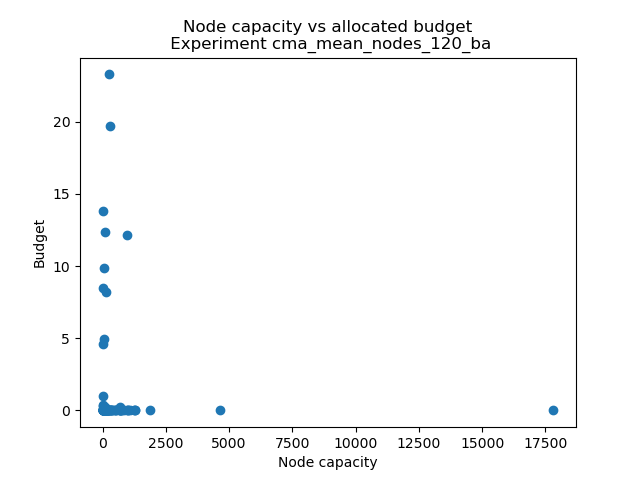 Node capacity vs allocated budget
Experiment cma_mean_nodes_120_ba
20
15
10
5
0
Budget
0 2500 5000 7500 10000 12500 15000 17500
Node capacity